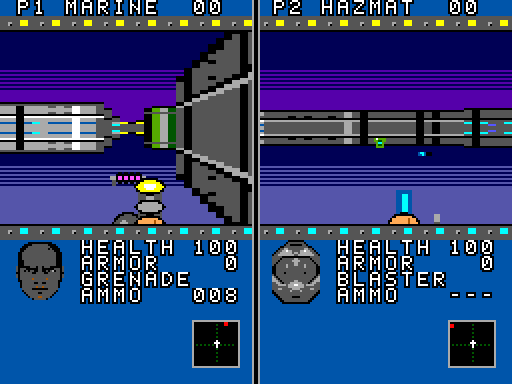 P1 MARINE 00
P2 HAZMAT 00
HEALTH 100
ARMOR 0
GRENADE
AMMO 008
HEALTH 100
ARMOR 0
BLASTER
AMMO ---